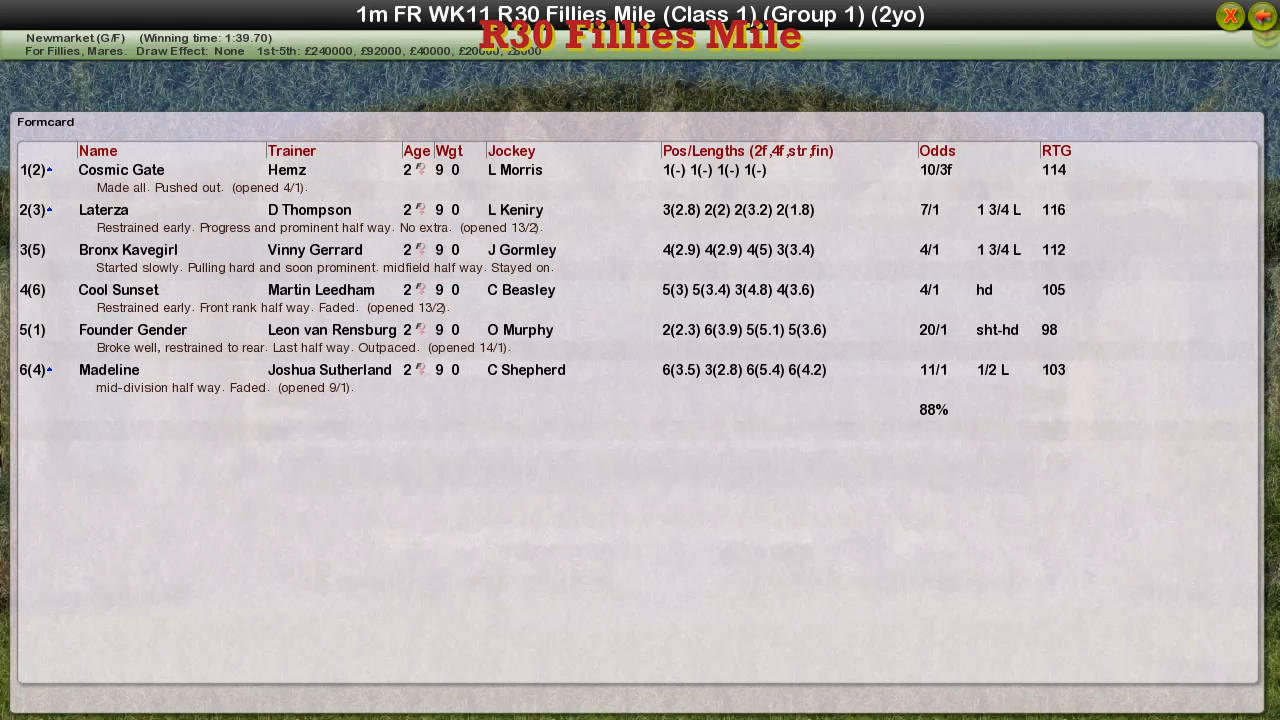 1m FR WK11 R30 Fillies Mile (Class 1) (Group 1) (2yo)
R30 Fillies Mile
Newmarket (G/F) (Winning time: 1:39.70)
For Fillies, Mares. Draw Effect: None 1st-5th: £240000, £92000, £40000, £20000, £8000
Formcard
Name Trainer Age Wgt Jockey Pos/Lengths (2f,4f,str,fin) Odds RTG
1(2) Cosmic Gate Hemz 2 9 0 L Morris 1(-) 1(-) 1(-) 1(-) 10/3f 114
Made all. Pushed out. (opened 4/1).
2(3) Laterza D Thompson 2 9 0 L Keniry 3(2.8) 2(2) 2(3.2) 2(1.8) 7/1 1 3/4 L 116
Restrained early. Progress and prominent half way. No extra. (opened 13/2).
3(5) Bronx Kavegirl Vinny Gerrard 2 9 0 J Gormley 4(2.9) 4(2.9) 4(5) 3(3.4) 4/1 1 3/4 L 112
Started slowly. Pulling hard and soon prominent. midfield half way. Stayed on.
4(6) Cool Sunset Martin Leedham 2 9 0 C Beasley 5(3) 5(3.4) 3(4.8) 4(3.6) 4/1 hd 105
Restrained early. Front rank half way. Faded. (opened 13/2).
5(1) Founder Gender Leon van Rensburg 2 9 0 O Murphy 2(2.3) 6(3.9) 5(5.1) 5(3.6) 20/1 sht-hd 98
Broke well, restrained to rear. Last half way. Outpaced. (opened 14/1).
6(4) Madeline Joshua Sutherland 2 9 0 C Shepherd 6(3.5) 3(2.8) 6(5.4) 6(4.2) 11/1 1/2 L 103
mid-division half way. Faded. (opened 9/1).
88%